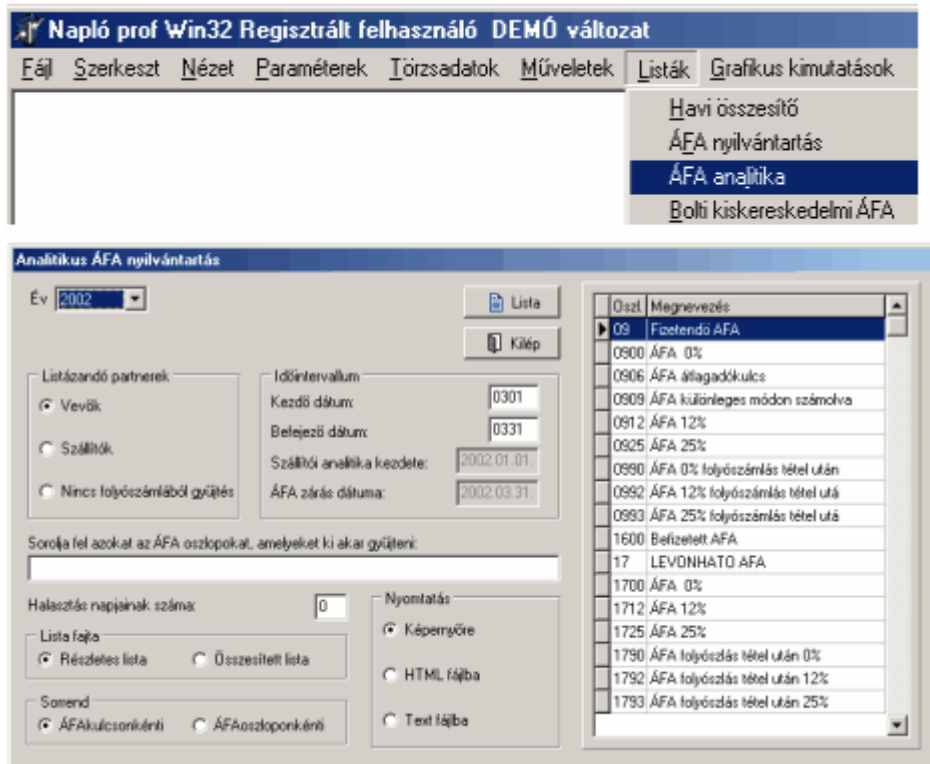 Napló prof Win32 Regisztrált felhasználó DEMÓ változat
Fájl Szerkeszt Nézet Paraméterek Törzsadatok Műveletek Listák Grafikus kimutatások
Havi összesítő
ÁFA nyilvántartás
ÁFA analitika
Bolti kiskereskedelmi ÁFA
Analitikus ÁFA nyilvántartás
Év 2002
Lista
Kilép
Listázandó partnerek
Vevők
Szállítók
Nincs folyószámlából gyűjtés
Időintervallum
Kezdő dátum: 0301
Befejező dátum: 0331
Szállítói analitika kezdete: 2002.01.01.
ÁFA zárás dátuma: 2002.03.31.
Sorolja fel azokat az ÁFA oszlopokat, amelyeket ki akar gyűjteni:
Halasztás napjainak száma: 0
Lista fajta
Részletes lista Összesített lista
Sorrend
ÁFAkulcsonkénti ÁFAoszloponkénti
Nyomtatás
Képernyőre
HTML fájlba
Text fájlba
Oszl. Megnevezés
09 Fizetendő ÁFA
0900 ÁFA 0%
0906 ÁFA átlagadókulcs
0909 ÁFA különleges módon számolva
0912 ÁFA 12%
0925 ÁFA 25%
0990 ÁFA 0% folyószámlás tétel után
0992 ÁFA 12% folyószámlás tétel utá
0993 ÁFA 25% folyószámlás tétel utá
1600 Befizetett ÁFA
17 LEVONHATÓ ÁFA
1700 ÁFA 0%
1712 ÁFA 12%
1725 ÁFA 25%
1790 ÁFA folyószlás tétel után 0%
1792 ÁFA folyószlás tétel után 12%
1793 ÁFA folyószlás tétel után 25%